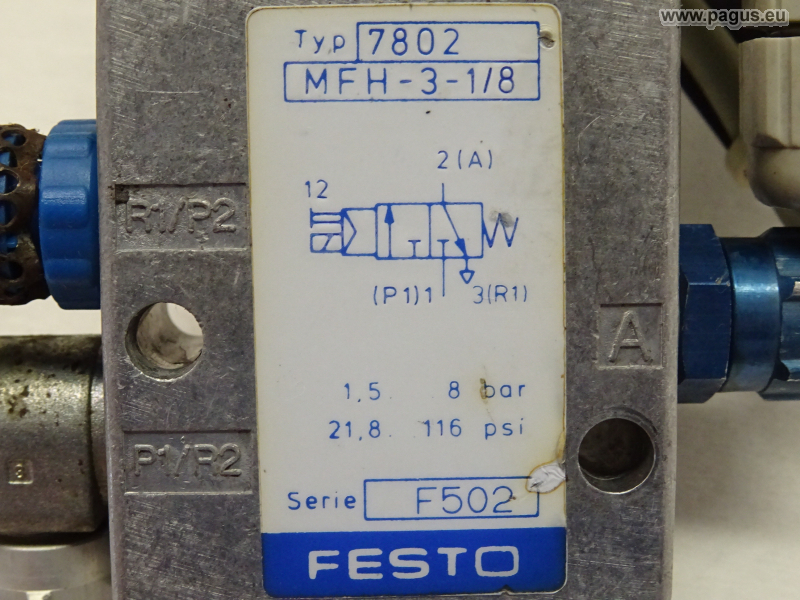 www.pagus.eu
Typ 7802
MFH-3-1/8
2(A)
12
R1/P2
(P1)1 3(R1)
A
1,5.. 8 bar
21,8.. 116 psi
P1/R2
Serie F502
FESTO